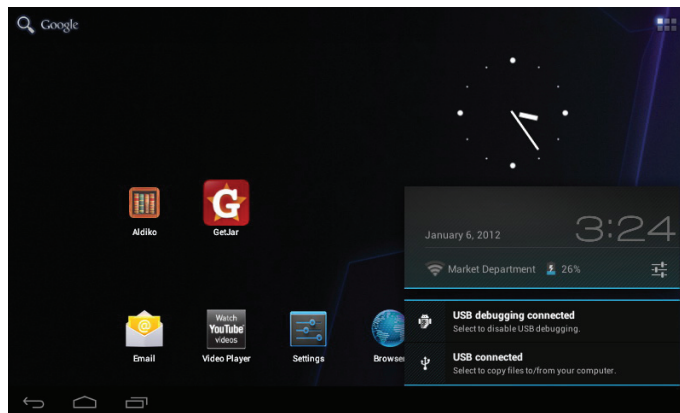 Google
Aldiko
G
GetJar
January 6, 2012
3:24
Market Department 26%
USB debugging connected
Select to disable USB debugging.
USB connected
Select to copy files to/from your computer.
@
Email
Watch
YouTube
videos
Video Player
Settings
Browser